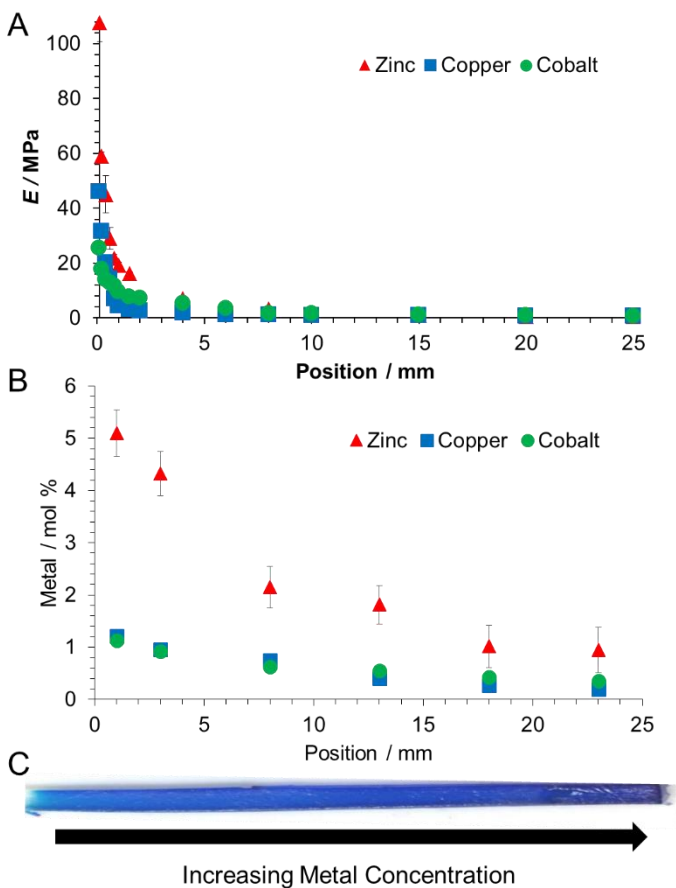 A
100
80
60
40
20
0
E / MPa
Zinc Copper Cobalt
0 5 10 15 20 25
Position / mm
B
6
5
4
3
2
1
0
Metal / mol %
Zinc Copper Cobalt
0 5 10 15 20 25
Position / mm
C
Increasing Metal Concentration